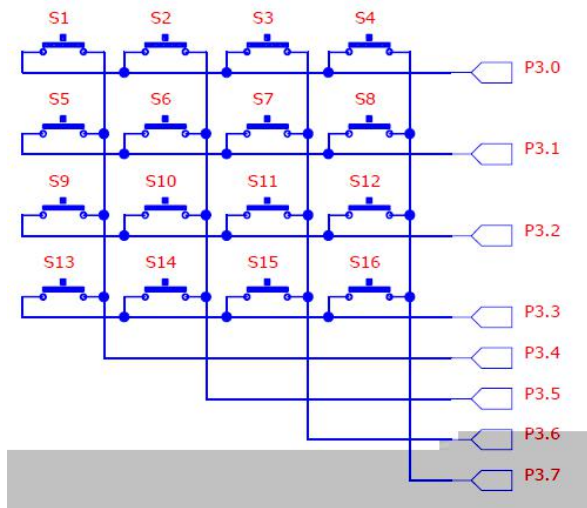 S1 S2 S3 S4
P3.0
S5 S6 S7 S8
P3.1
S9 S10 S11 S12
P3.2
S13 S14 S15 S16
P3.3
P3.4
P3.5
P3.6
P3.7